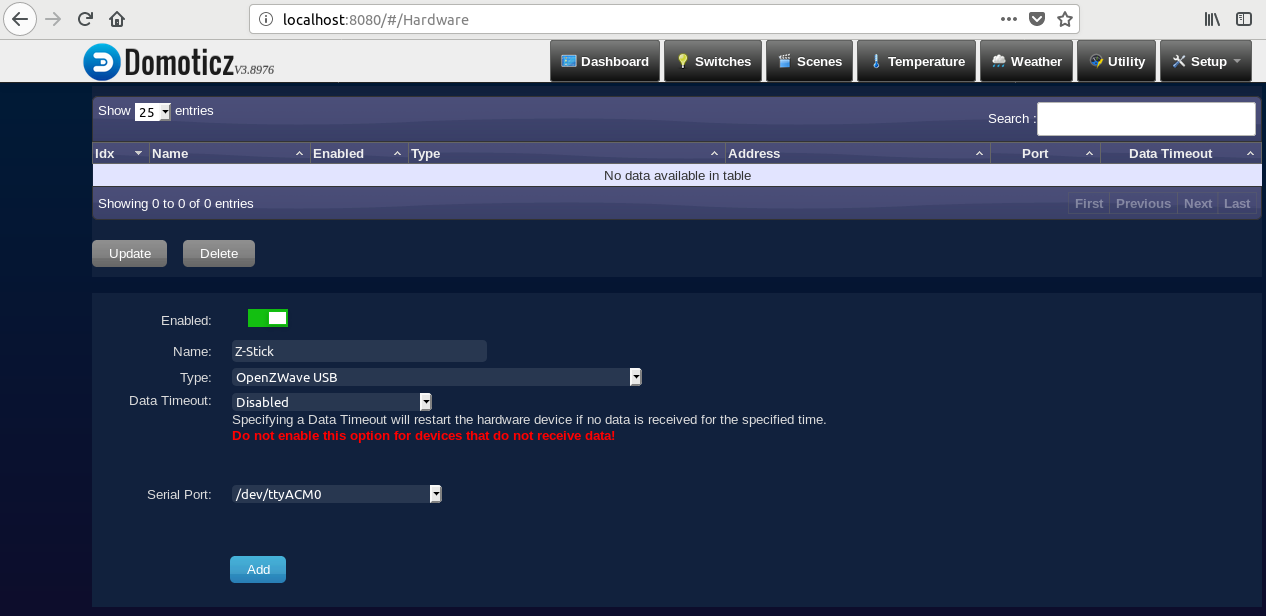 localhost:8080/#/Hardware
Domoticz V3.8976
Dashboard Switches Scenes Temperature Weather Utility Setup
Show 25 entries Search :
Idx Name Enabled Type Address Port Data Timeout
No data available in table
Showing 0 to 0 of 0 entries First Previous Next Last
Update Delete
Enabled:
Name: Z-Stick
Type: OpenZWave USB
Data Timeout: Disabled
Specifying a Data Timeout will restart the hardware device if no data is received for the specified time.
Do not enable this option for devices that do not receive data!
Serial Port: /dev/ttyACM0
Add